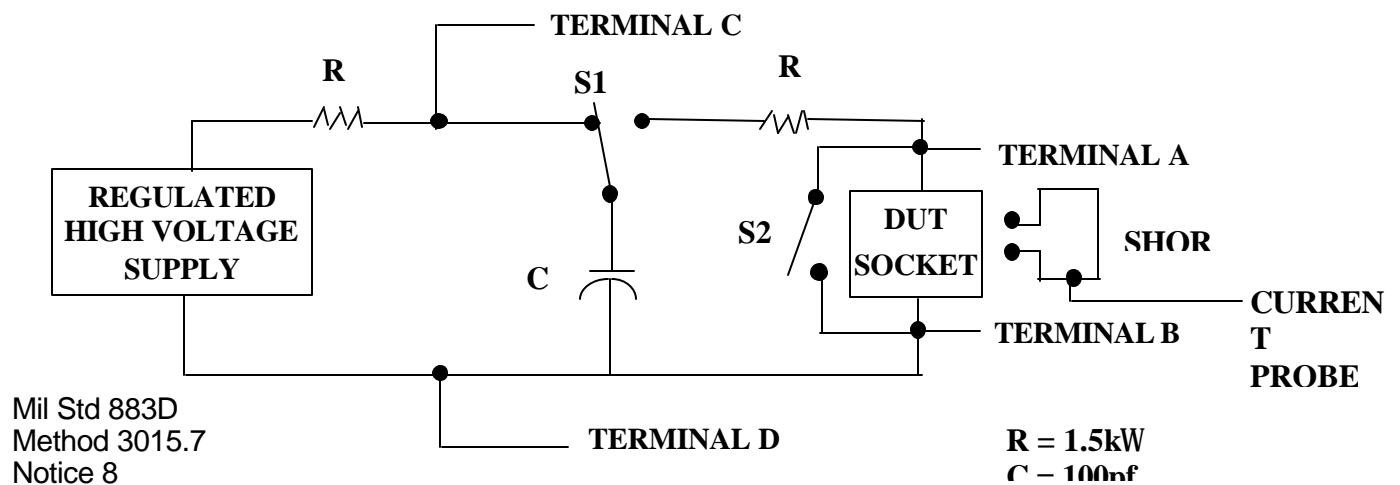 TERMINAL C
R
S1
R
TERMINAL A
REGULATED
HIGH VOLTAGE
SUPPLY
S2
DUT
SOCKET
SHOR
C
CURREN
T
PROBE
TERMINAL B
Mil Std 883D
Method 3015.7
Notice 8
TERMINAL D
R = 1.5kW
C = 100pf